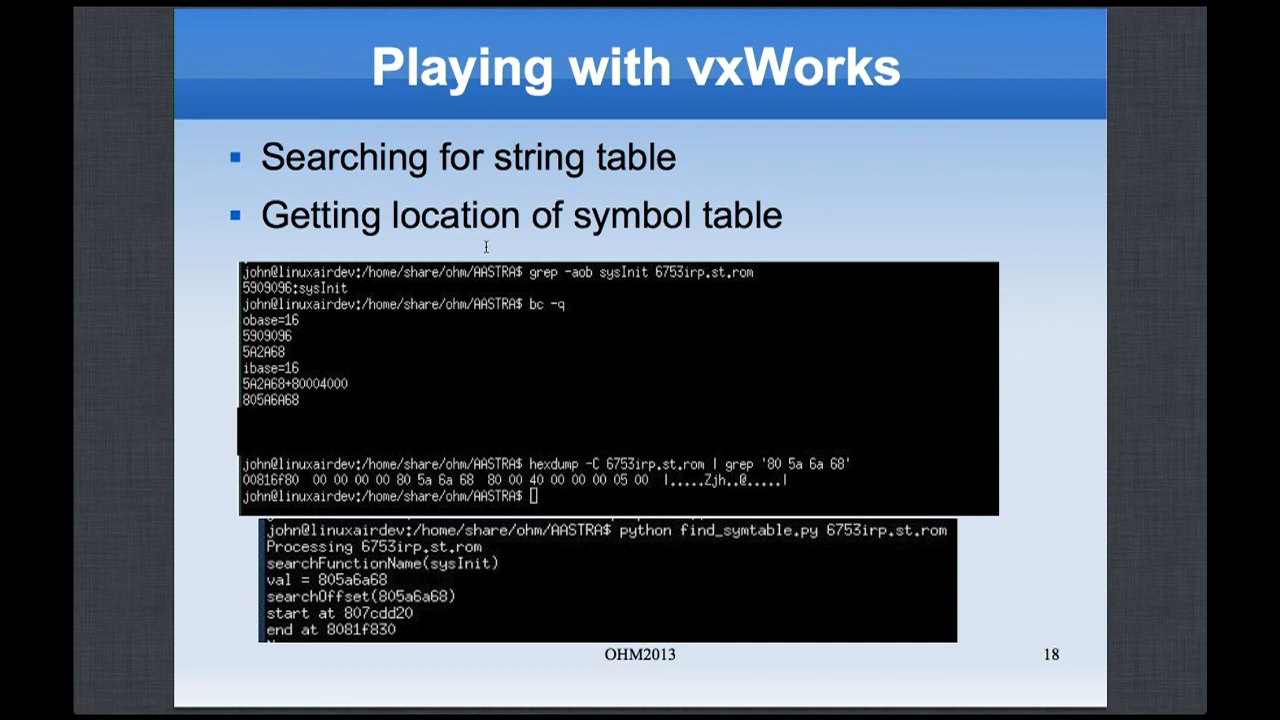 Playing with vxWorks
Searching for string table
Getting location of symbol table
john@linuxairdev:/home/share/ohm/AASTRA$ grep -aob sysInit 6753irp.st.rom
5909096:sysInit
john@linuxairdev:/home/share/ohm/AASTRA$ bc -q
obase=16
5909096
5A2A68
ibase=16
5A2A68+80004000
805A6A68
john@linuxairdev:/home/share/ohm/AASTRA$ hexdump -C 6753irp.st.rom | grep '80 5a 6a 68'
00816f80  00 00 00 00 80 5a 6a 68  80 00 40 00 00 00 05 00  |.....Zjh..@.....|
john@linuxairdev:/home/share/ohm/AASTRA$
john@linuxairdev:/home/share/ohm/AASTRA$ python find_symtable.py 6753irp.st.rom
Processing 6753irp.st.rom
searchFunctionName(sysInit)
val = 805a6a68
searchOffset(805a6a68)
start at 807cdd20
end at 8081f830
OHM2013
18